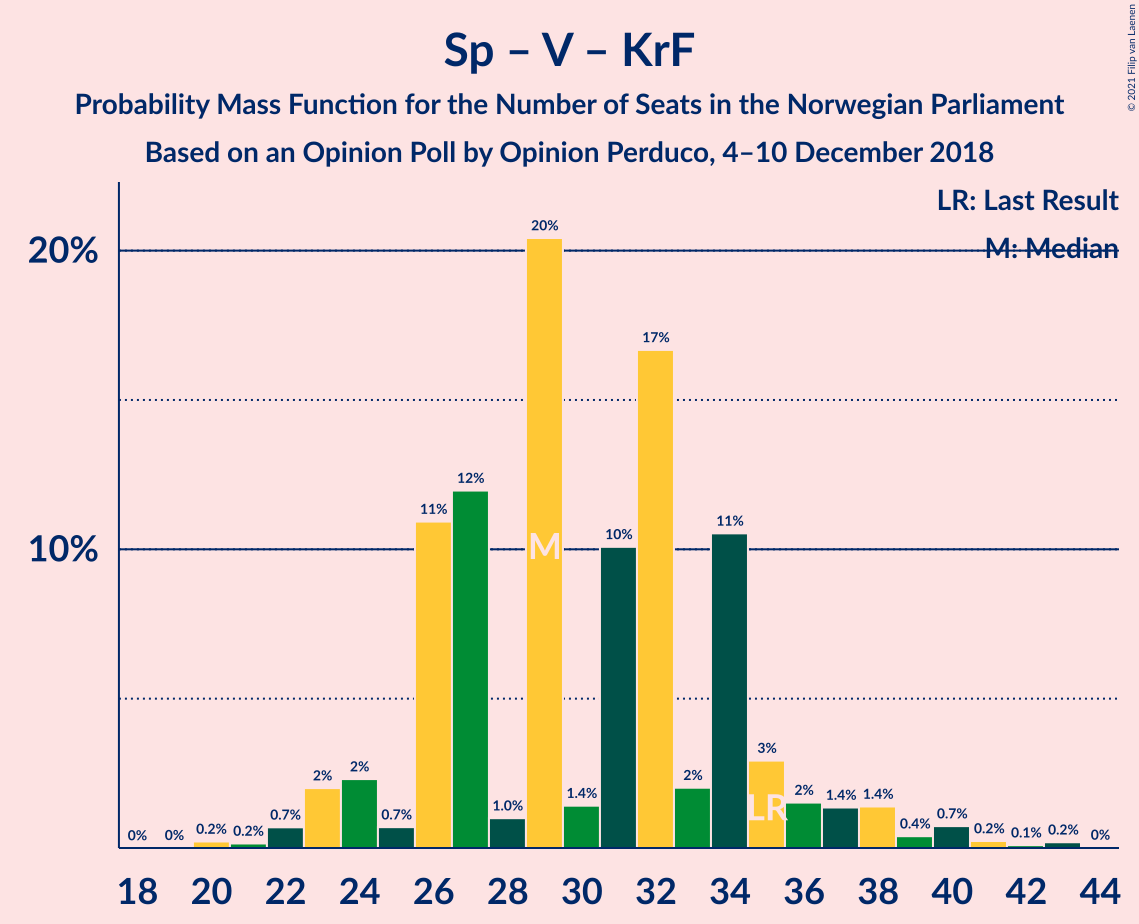 Sp – V – KrF
Probability Mass Function for the Number of Seats in the Norwegian Parliament
Based on an Opinion Poll by Opinion Perduco, 4–10 December 2018
© 2021 Filip van Laenen
LR: Last Result
M: Median
20%
10%
0% 0% 0.2% 0.2% 0.7% 2% 2% 0.7% 11% 12% 1.0% 20% 1.4% 10% 17% 2% 11% 3% 2% 1.4% 1.4% 0.4% 0.7% 0.2% 0.1% 0.2% 0%
M
LR
18 20 22 24 26 28 30 32 34 36 38 40 42 44